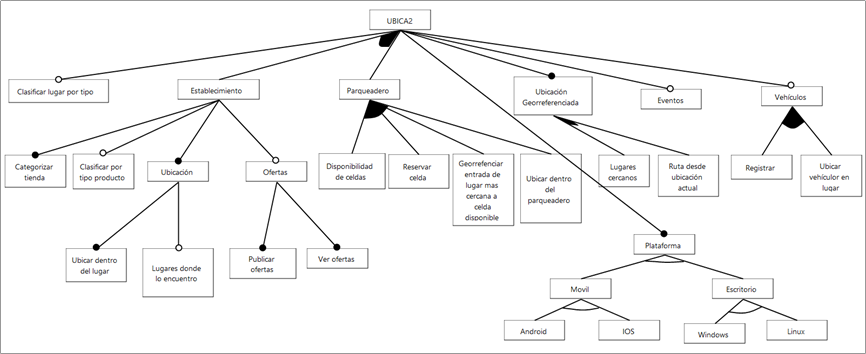 UBICA2
Clasificar lugar por tipo
Establecimiento
Parqueadero
Ubicación
Georreferenciada
Eventos
Vehículos
Categorizar
tienda
Clasificar por
tipo producto
Ubicación
Ofertas
Disponibilidad
de celdas
Reservar
celda
Georrefenciar
entrada de
lugar mas
cercana a
celda
disponible
Ubicar dentro
del
parqueadero
Lugares
cercanos
Ruta desde
ubicación
actual
Registrar
Ubicar
vehículor en
lugar
Ubicar dentro
del lugar
Lugares donde
lo encuentro
Publicar
ofertas
Ver ofertas
Plataforma
Movil
Escritorio
Android
IOS
Windows
Linux